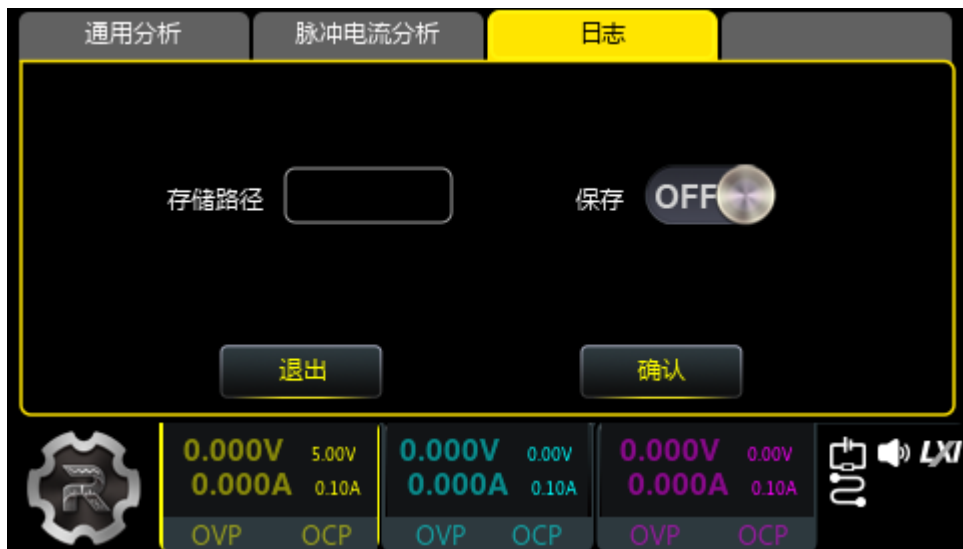 通用分析 脉冲电流分析 日志
存储路径 保存 OFF
退出 确认
0.000V 5.00V 0.000V 0.00V 0.000V 0.00V LXI
0.000A 0.10A 0.000A 0.10A 0.000A 0.10A
OVP OCP OVP OCP OVP OCP